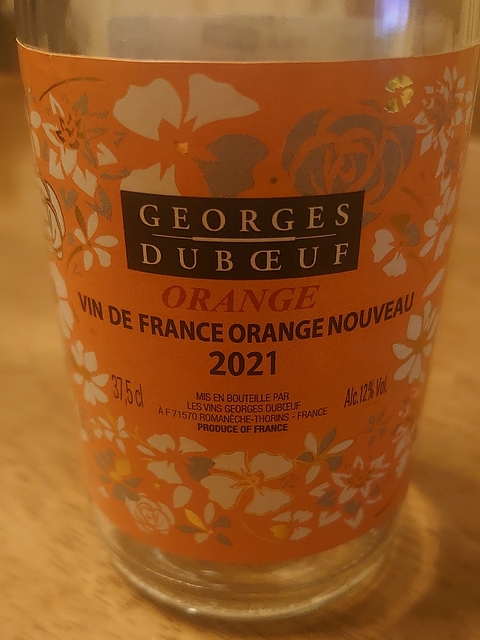 GEORGES
DUBŒUF
ORANGE
VIN DE FRANCE ORANGE NOUVEAU
2021
37,5 cl
MIS EN BOUTEILLE PAR
LES VINS GEORGES DUBŒUF
À F 71570 ROMANÈCHE-THORINS - FRANCE
PRODUCE OF FRANCE
Alc.12% Vol.